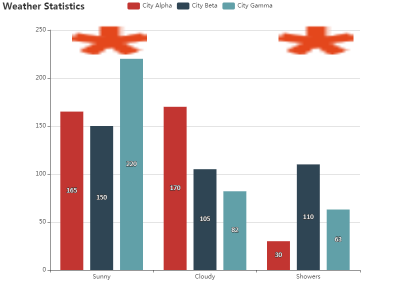 Weather Statistics
City Alpha City Beta City Gamma
250
200
150
100
50
0
165 150 220
170 105 82
30 110 63
Sunny Cloudy Showers